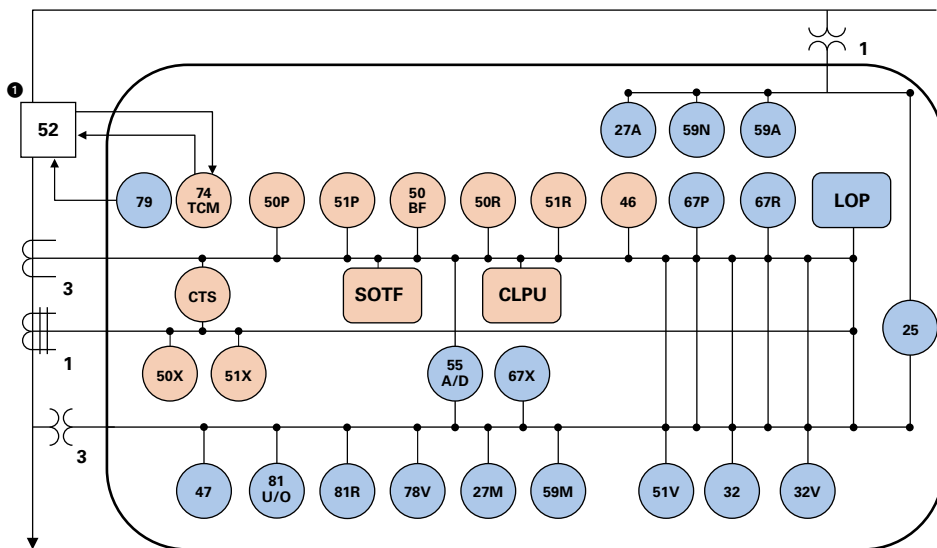 1
❶
52
27A
59N
59A
79
74
TCM
50P
51P
50
BF
50R
51R
46
67P
67R
LOP
3
CTS
SOTF
CLPU
25
1
50X
51X
55
A/D
67X
3
47
81
U/O
81R
78V
27M
59M
51V
32
32V